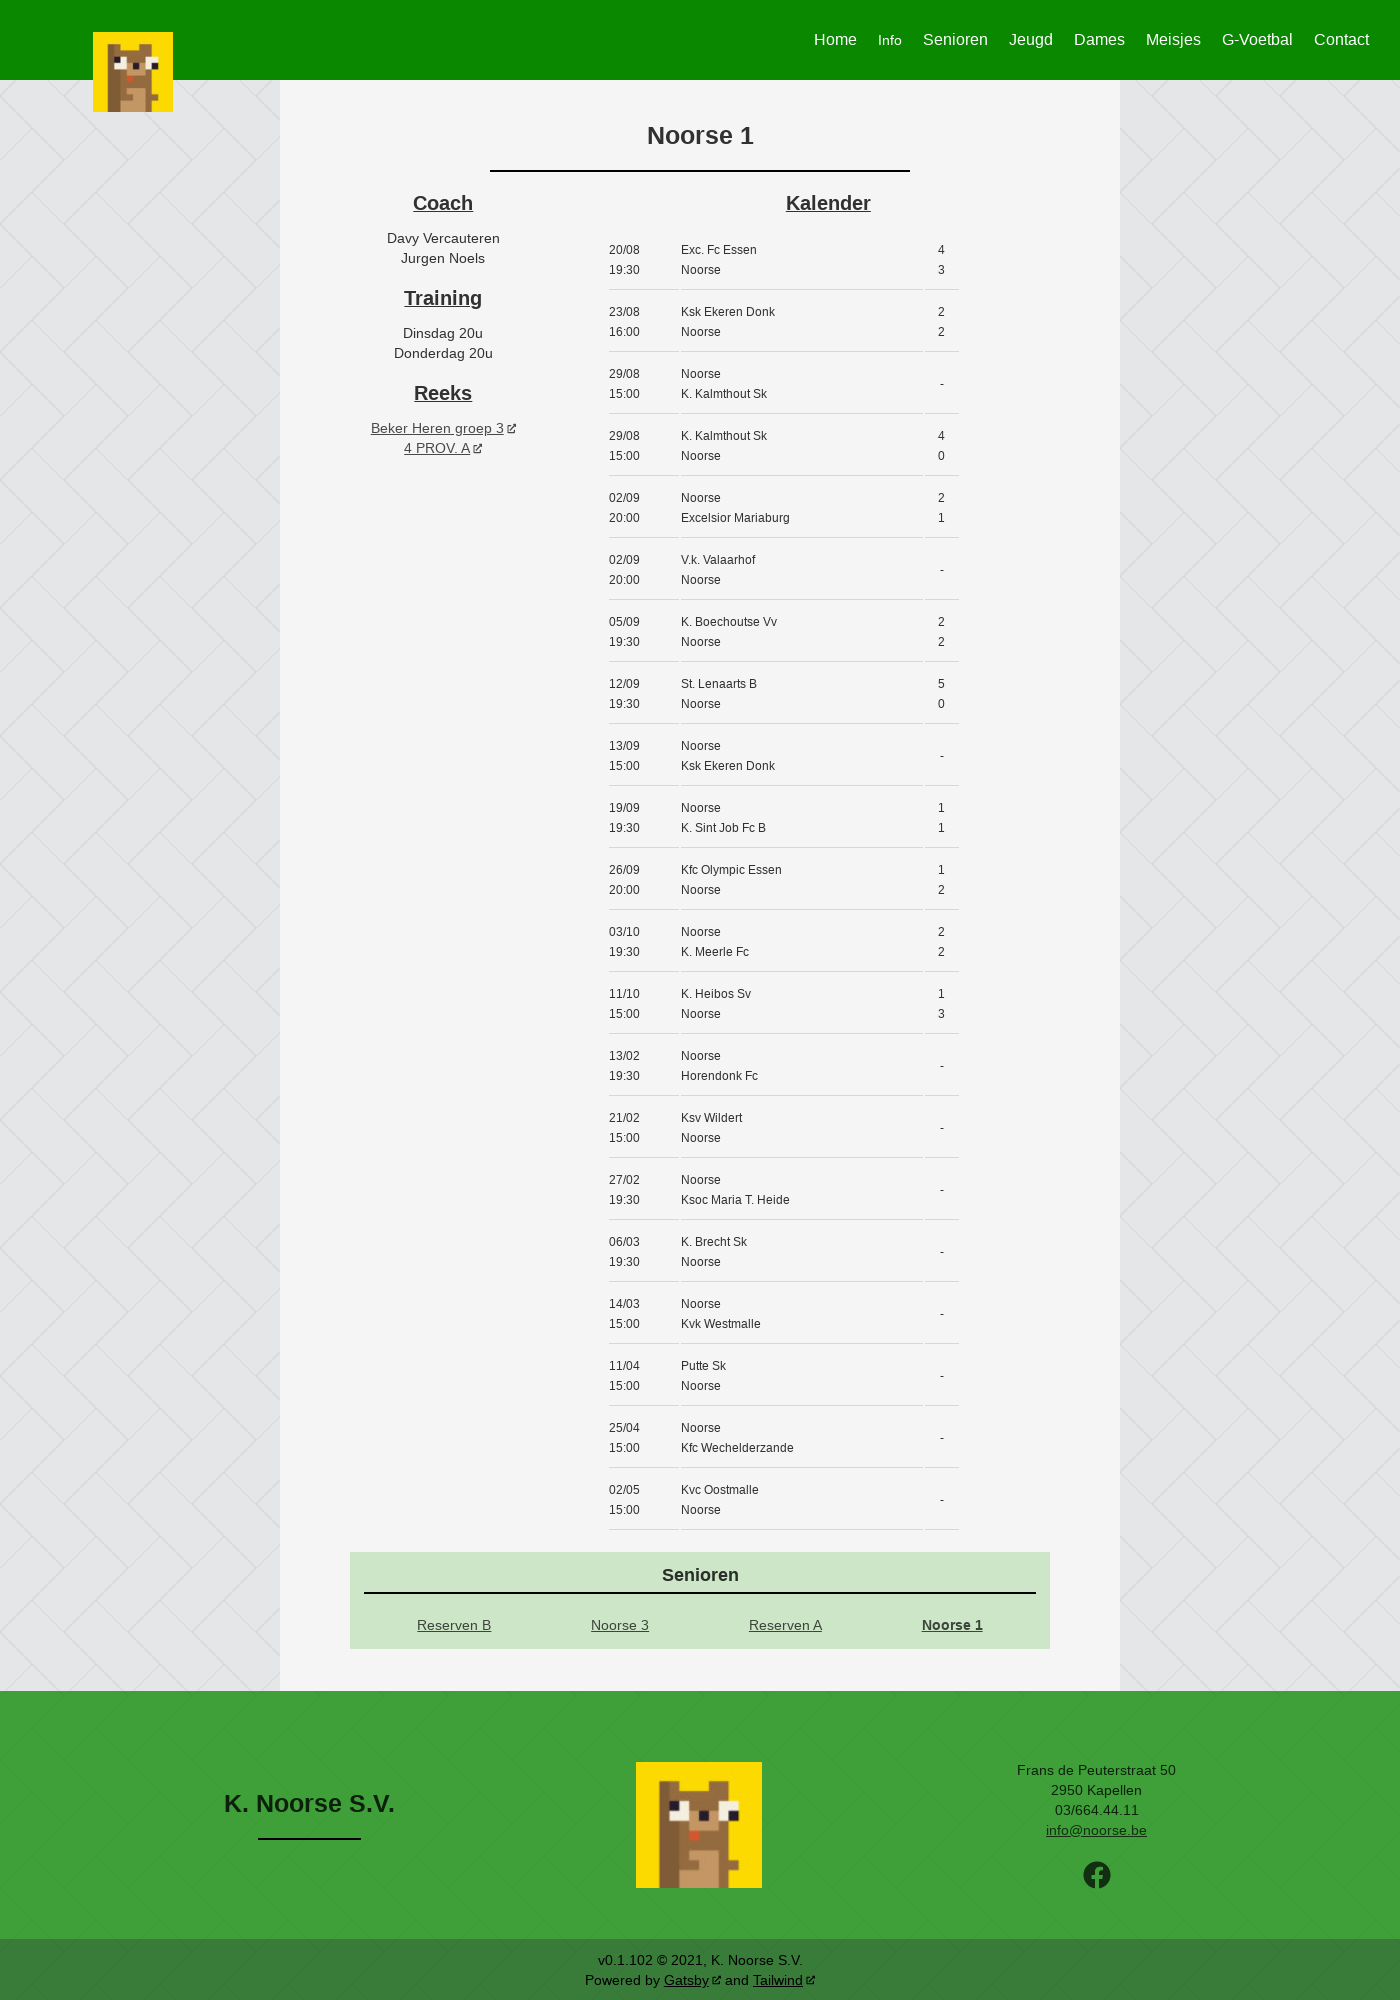 Home Info Senioren Jeugd Dames Meisjes G-Voetbal Contact
Noorse 1
Coach
Davy Vercauteren
Jurgen Noels
Training
Dinsdag 20u
Donderdag 20u
Reeks
Beker Heren groep 3
4 PROV. A
Kalender
20/08 Exc. Fc Essen 4
19:30 Noorse 3
23/08 Ksk Ekeren Donk 2
16:00 Noorse 2
29/08 Noorse -
15:00 K. Kalmthout Sk
29/08 K. Kalmthout Sk 4
15:00 Noorse 0
02/09 Noorse 2
20:00 Excelsior Mariaburg 1
02/09 V.k. Valaarhof -
20:00 Noorse
05/09 K. Boechoutse Vv 2
19:30 Noorse 2
12/09 St. Lenaarts B 5
19:30 Noorse 0
13/09 Noorse -
15:00 Ksk Ekeren Donk
19/09 Noorse 1
19:30 K. Sint Job Fc B 1
26/09 Kfc Olympic Essen 1
20:00 Noorse 2
03/10 Noorse 2
19:30 K. Meerle Fc 2
11/10 K. Heibos Sv 1
15:00 Noorse 3
13/02 Noorse -
19:30 Horendonk Fc
21/02 Ksv Wildert -
15:00 Noorse
27/02 Noorse -
19:30 Ksoc Maria T. Heide
06/03 K. Brecht Sk -
19:30 Noorse
14/03 Noorse -
15:00 Kvk Westmalle
11/04 Putte Sk -
15:00 Noorse
25/04 Noorse -
15:00 Kfc Wechelderzande
02/05 Kvc Oostmalle -
15:00 Noorse
Senioren
Reserven B Noorse 3 Reserven A Noorse 1
K. Noorse S.V.
Frans de Peuterstraat 50
2950 Kapellen
03/664.44.11
info@noorse.be
v0.1.102 © 2021, K. Noorse S.V.
Powered by Gatsby and Tailwind